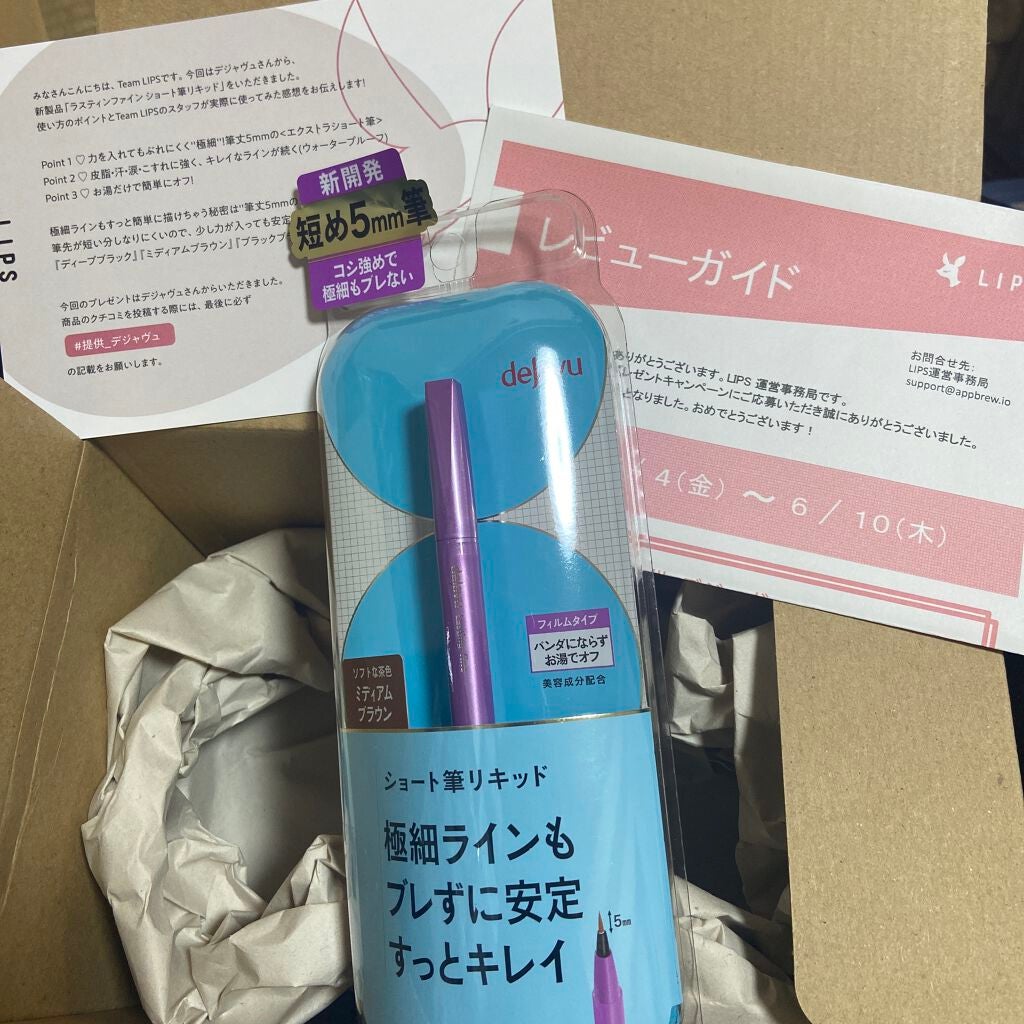 みなさんこんにちは、Team LIPSです。今回はデジャヴュさんから、
新製品「ラスティンファイン ショート筆リキッド」をいただきました。
使い方のポイントとTeam LIPSのスタッフが実際に使ってみた感想をお伝えします!
Point 1 ♡ 力を入れてもぶれにくく"極細"!筆丈5mmの<エクストラショート筆>
Point 2 ♡ 皮脂・汗・涙・こすれに強く、キレイなラインが続く(ウォータープルーフ)
Point 3 ♡ お湯だけで簡単にオフ!
極細ラインもすっと簡単に描けちゃう秘密は"筆丈5mmの
筆先が短い分しなりにくいので、少し力が入っても安定
『ディープブラック』『ミディアムブラウン』『ブラックブ
今回のプレゼントはデジャヴュさんからいただきました。
商品のクチコミを投稿する際には、最後に必ず
#提供_デジャヴュ
の記載をお願いします。
LIPS
新開発
短め5mm筆
コシ強めで
極細もブレない
レビューガイド
LIP
お問合せ先:
LIPS運営事務局
support@appbrew.io
ありがとうございます。LIPS 運営事務局です。
レゼントキャンペーンにご応募いただき誠にありがとうございました。
となりました。おめでとうございます!
4(金) 〜 6 / 10(木)
dejavu
フィルムタイプ
パンダにならず
お湯でオフ
美容成分配合
ソフトな茶色
ミディアム
ブラウン
ショート筆リキッド
極細ラインも
ブレずに安定
すっとキレイ
5mm